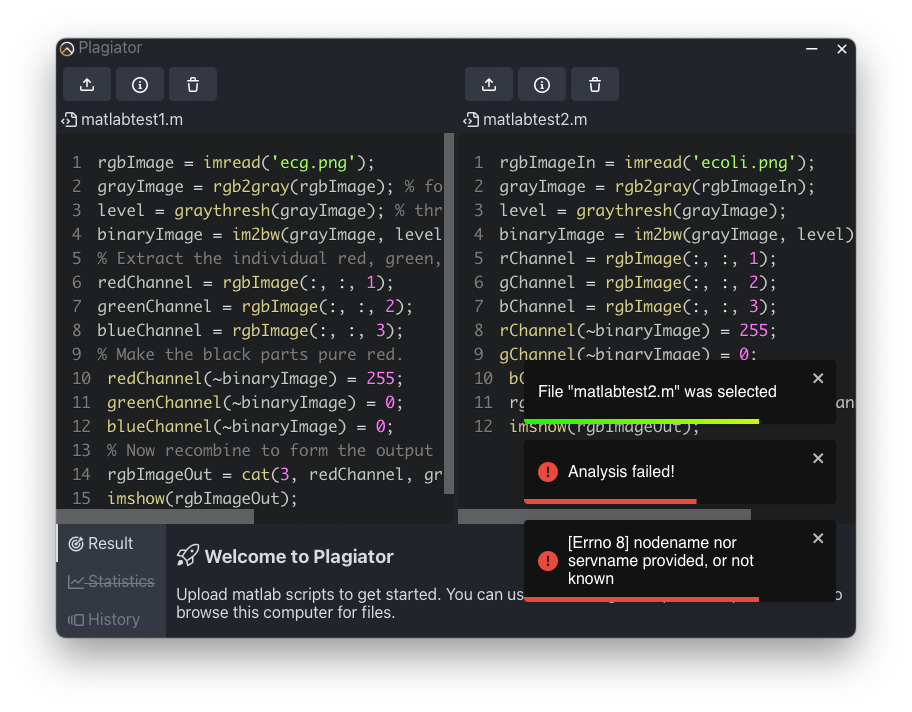 Plagiator
matlabtest1.m
1 rgbImage = imread('ecg.png');
2 grayImage = rgb2gray(rgbImage); % fo
3 level = graythresh(grayImage); % thr
4 binaryImage = im2bw(grayImage, level
5 % Extract the individual red, green,
6 redChannel = rgbImage(:, :, 1);
7 greenChannel = rgbImage(:, :, 2);
8 blueChannel = rgbImage(:, :, 3);
9 % Make the black parts pure red.
10 redChannel(~binaryImage) = 255;
11 greenChannel(~binaryImage) = 0;
12 blueChannel(~binaryImage) = 0;
13 % Now recombine to form the output
14 rgbImageOut = cat(3, redChannel, gr
15 imshow(rgbImageOut);
matlabtest2.m
1 rgbImageIn = imread('ecoli.png');
2 grayImage = rgb2gray(rgbImageIn);
3 level = graythresh(grayImage);
4 binaryImage = im2bw(grayImage, level)
5 rChannel = rgbImage(:, :, 1);
6 gChannel = rgbImage(:, :, 2);
7 bChannel = rgbImage(:, :, 3);
8 rChannel(~binaryImage) = 255;
9 gChannel(~binaryImage) = 0;
10
11
12 imshow(rgbImageOut);
File "matlabtest2.m" was selected
Analysis failed!
[Errno 8] nodename nor
servname provided, or not
known
Result
Statistics
History
Welcome to Plagiator
Upload matlab scripts to get started. You can
browse this computer for files.